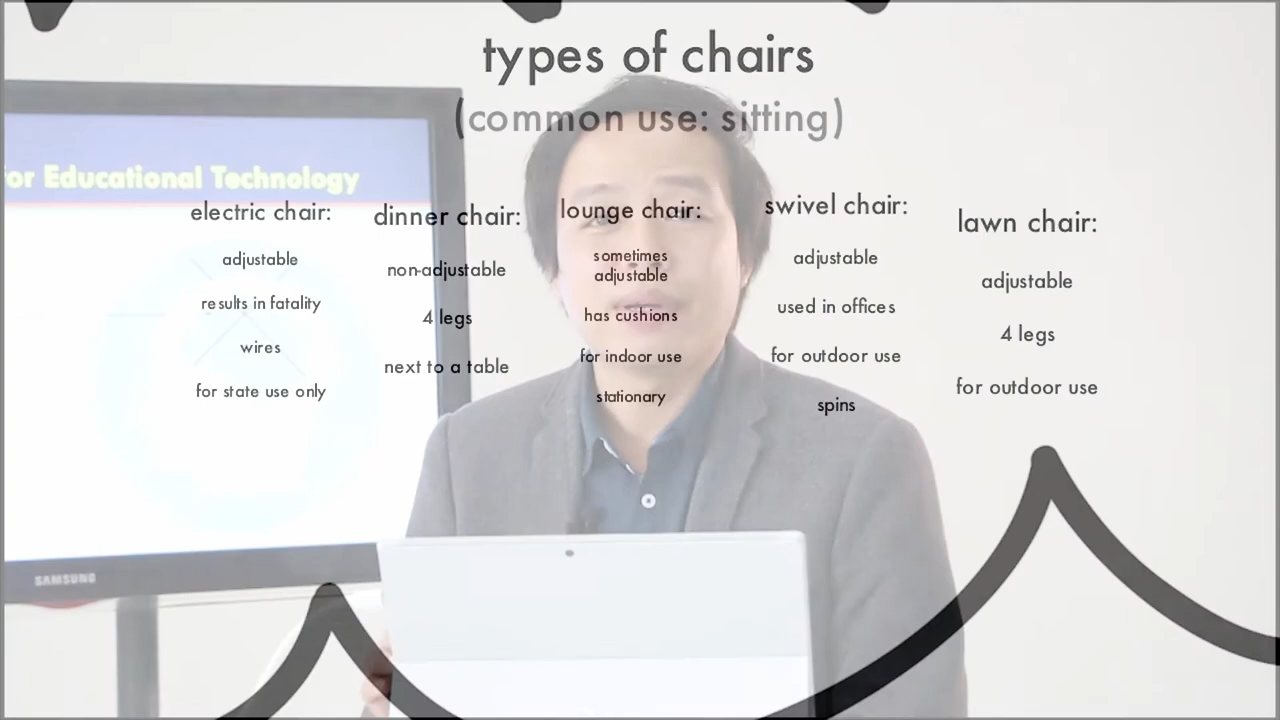 types of chairs
(common use: sitting)
for Educational Technology
electric chair:
adjustable
results in fatality
wires
for state use only
dinner chair:
non-adjustable
4 legs
next to a table
lounge chair:
sometimes
adjustable
has cushions
for indoor use
stationary
swivel chair:
adjustable
used in offices
for outdoor use
spins
lawn chair:
adjustable
4 legs
for outdoor use
SAMSUNG